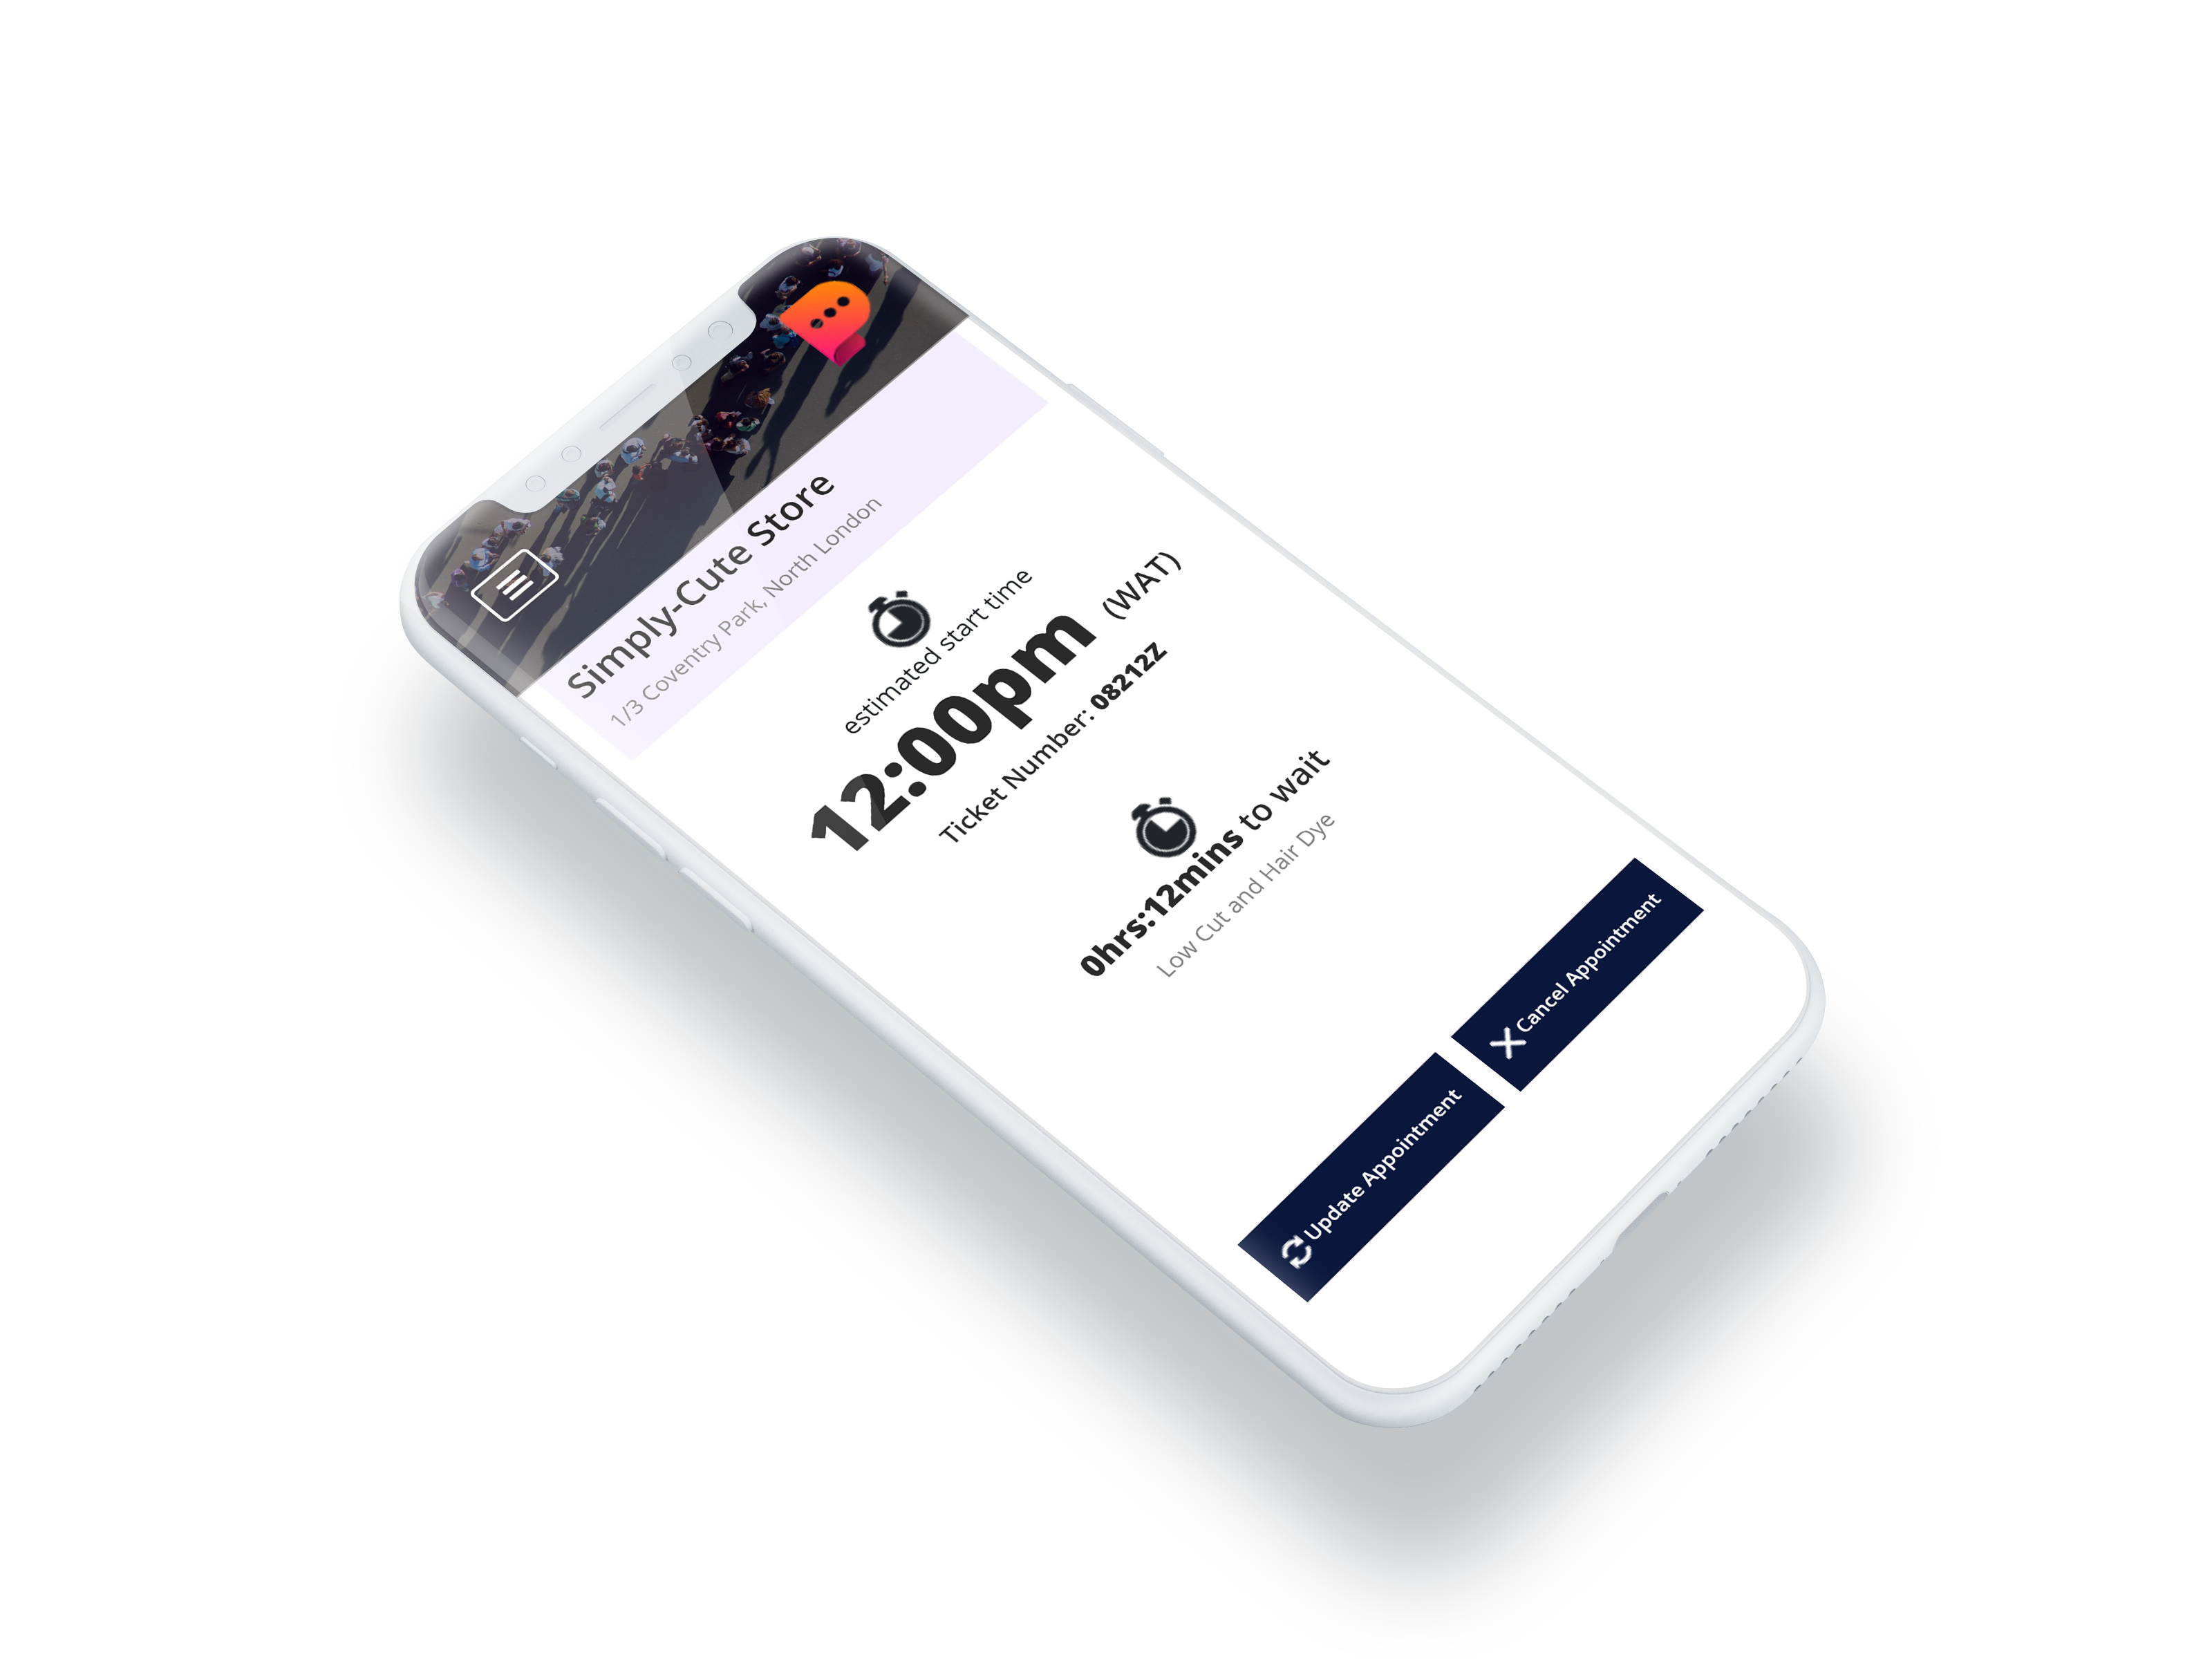 Simply-Cute Store
1/3 Coventry Park, North London
estimated start time
12:00pm (WAT)
Ticket Number: 08212Z
0hrs:12mins to wait
Low Cut and Hair Dye
Update Appointment
Cancel Appointment